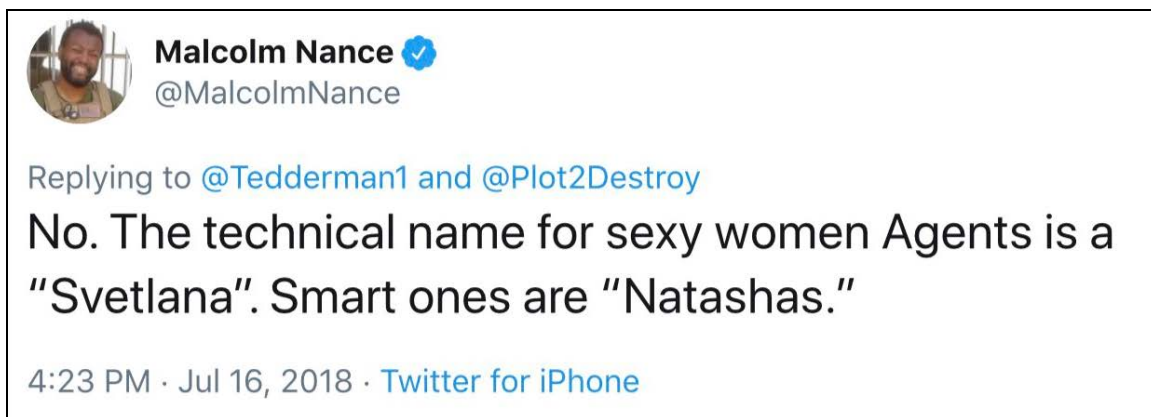 Malcolm Nance
@MalcolmNance
Replying to @Tedderman1 and @Plot2Destroy
No. The technical name for sexy women Agents is a
“Svetlana”. Smart ones are “Natashas.”
4:23 PM · Jul 16, 2018 · Twitter for iPhone